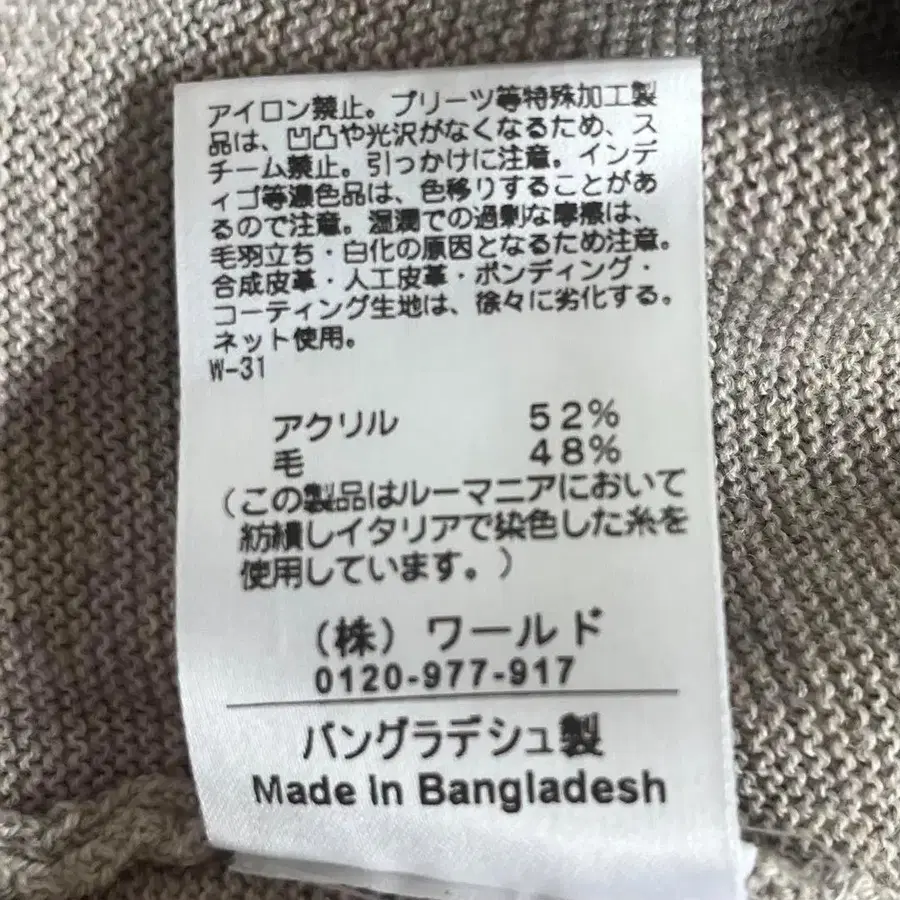 アイロン禁止。プリーツ等特殊加工製
品は、凹凸や光沢がなくなるため、ス
チーム禁止。引っかけに注意。インデ
ィゴ等濃色品は、色移りすることがあ
るので注意。湿潤での過剰な摩擦は、
毛羽立ち・白化の原因となるため注意。
合成皮革・人工皮革・ボンディング・
コーティング生地は、徐々に劣化する。
ネット使用。
W-31
アクリル 52%
毛 48%
(この製品はルーマニアにおいて
紡績しイタリアで染色した糸を
使用しています。)
(株) ワールド
0120-977-917
バングラデシュ製
Made in Bangladesh